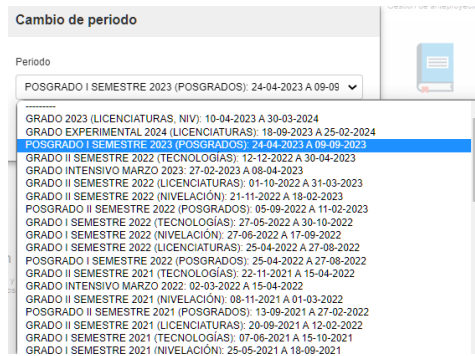 Gestión de anteproyec
Cambio de periodo
Periodo
POSGRADO I SEMESTRE 2023 (POSGRADOS): 24-04-2023 A 09-09
---------
GRADO 2023 (LICENCIATURAS, NIV): 10-04-2023 A 30-03-2024
GRADO EXPERIMENTAL 2024 (LICENCIATURAS): 18-09-2023 A 25-02-2024
POSGRADO I SEMESTRE 2023 (POSGRADOS): 24-04-2023 A 09-09-2023
GRADO II SEMESTRE 2022 (TECNOLOGÍAS): 12-12-2022 A 30-04-2023
GRADO INTENSIVO MARZO 2023: 27-02-2023 A 08-04-2023
GRADO II SEMESTRE 2022 (LICENCIATURAS): 01-10-2022 A 31-03-2023
GRADO II SEMESTRE 2022 (NIVELACIÓN): 21-11-2022 A 18-02-2023
POSGRADO II SEMESTRE 2022 (POSGRADOS): 05-09-2022 A 11-02-2023
GRADO I SEMESTRE 2022 (TECNOLOGÍAS): 27-05-2022 A 30-10-2022
GRADO I SEMESTRE 2022 (NIVELACIÓN): 27-06-2022 A 17-09-2022
GRADO I SEMESTRE 2022 (LICENCIATURAS): 25-04-2022 A 27-08-2022
POSGRADO I SEMESTRE 2022 (POSGRADOS): 25-04-2022 A 27-08-2022
GRADO II SEMESTRE 2021 (TECNOLOGÍAS): 22-11-2021 A 15-04-2022
GRADO INTENSIVO MARZO 2022: 02-03-2022 A 15-04-2022
GRADO II SEMESTRE 2021 (NIVELACIÓN): 08-11-2021 A 01-03-2022
POSGRADO II SEMESTRE 2021 (POSGRADOS): 13-09-2021 A 27-02-2022
GRADO II SEMESTRE 2021 (LICENCIATURAS): 20-09-2021 A 12-02-2022
GRADO I SEMESTRE 2021 (TECNOLOGÍAS): 07-06-2021 A 15-10-2021
GRADO I SEMESTRE 2021 (NIVELACIÓN): 25-05-2021 A 18-09-2021